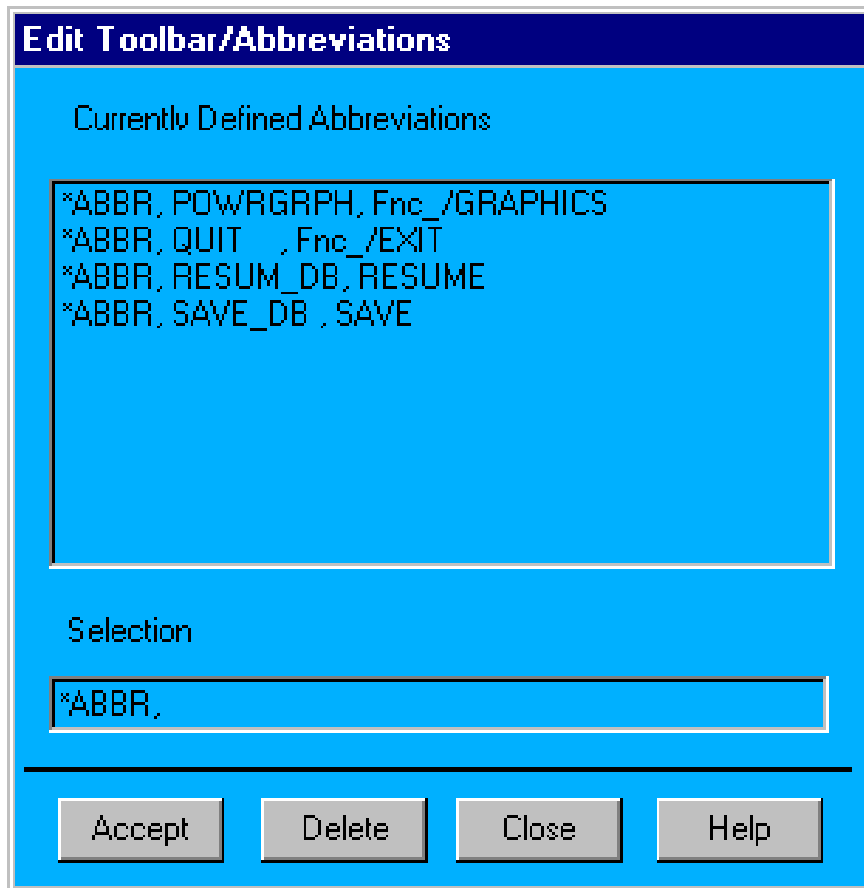 Edit Toolbar/Abbreviations
Currently Defined Abbreviations
*ABBR, POWRGRPH, Fnc_/GRAPHICS
*ABBR, QUIT    , Fnc_/EXIT
*ABBR, RESUM_DB, RESUME
*ABBR, SAVE_DB , SAVE
Selection
*ABBR,
Accept Delete Close Help